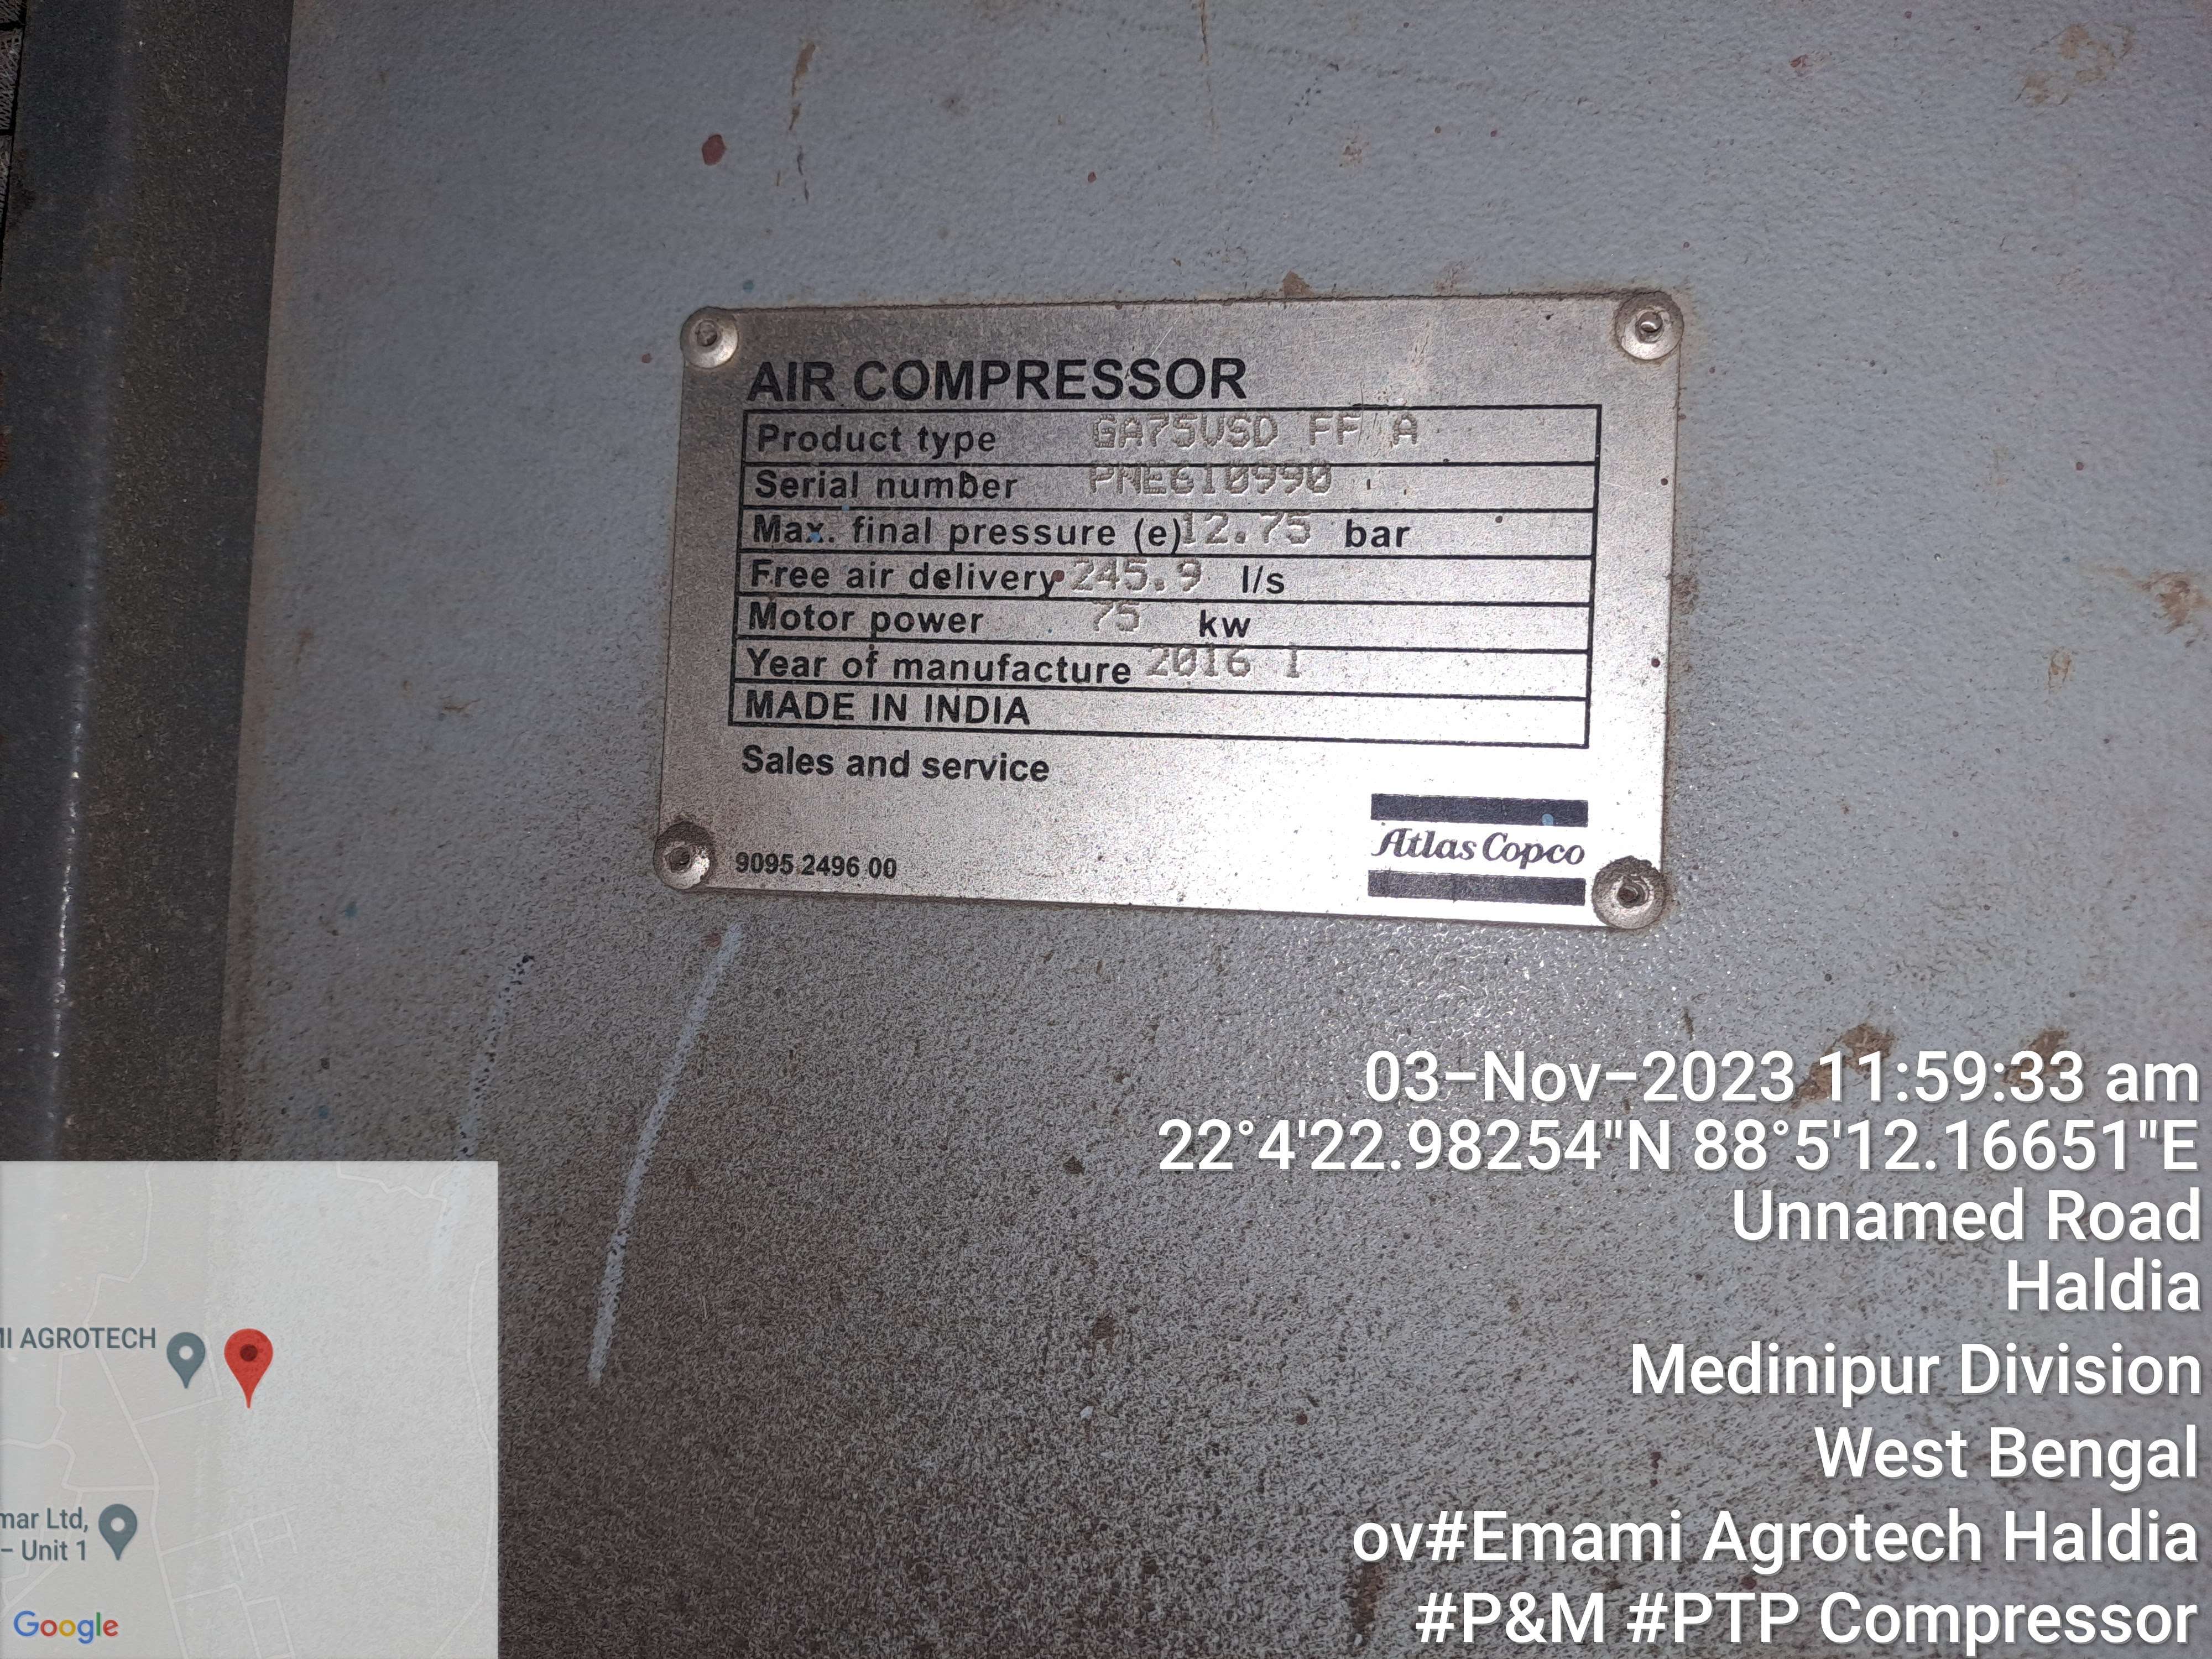 AIR COMPRESSOR
Product type GA75VSD FF A
Serial number PNE610990
Max. final pressure (e) 12.75 bar
Free air delivery 245.9 l/s
Motor power 75 kw
Year of manufacture 2016 1
MADE IN INDIA
Sales and service
Atlas Copco
9095 2496 00
03-Nov-2023 11:59:33 am
22°4'22.98254"N 88°5'12.16651"E
Unnamed Road
Haldia
Medinipur Division
West Bengal
ov#Emami Agrotech Haldia
#P&M #PTP Compressor
MI AGROTECH
mar Ltd,
- Unit 1
Google